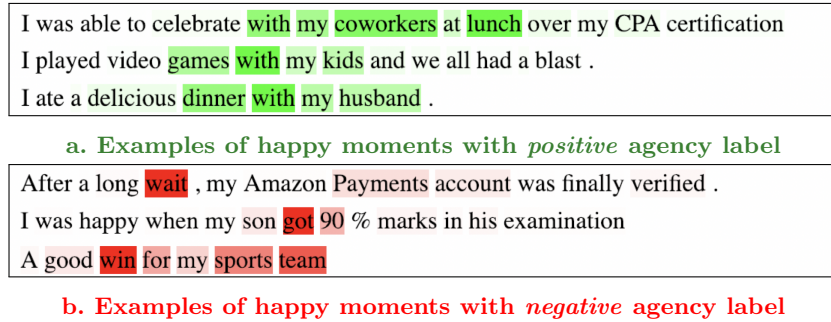 I was able to celebrate with my coworkers at lunch over my CPA certification
I played video games with my kids and we all had a blast .
I ate a delicious dinner with my husband .
a. Examples of happy moments with positive agency label
After a long wait , my Amazon Payments account was finally verified .
I was happy when my son got 90 % marks in his examination
A good win for my sports team
b. Examples of happy moments with negative agency label